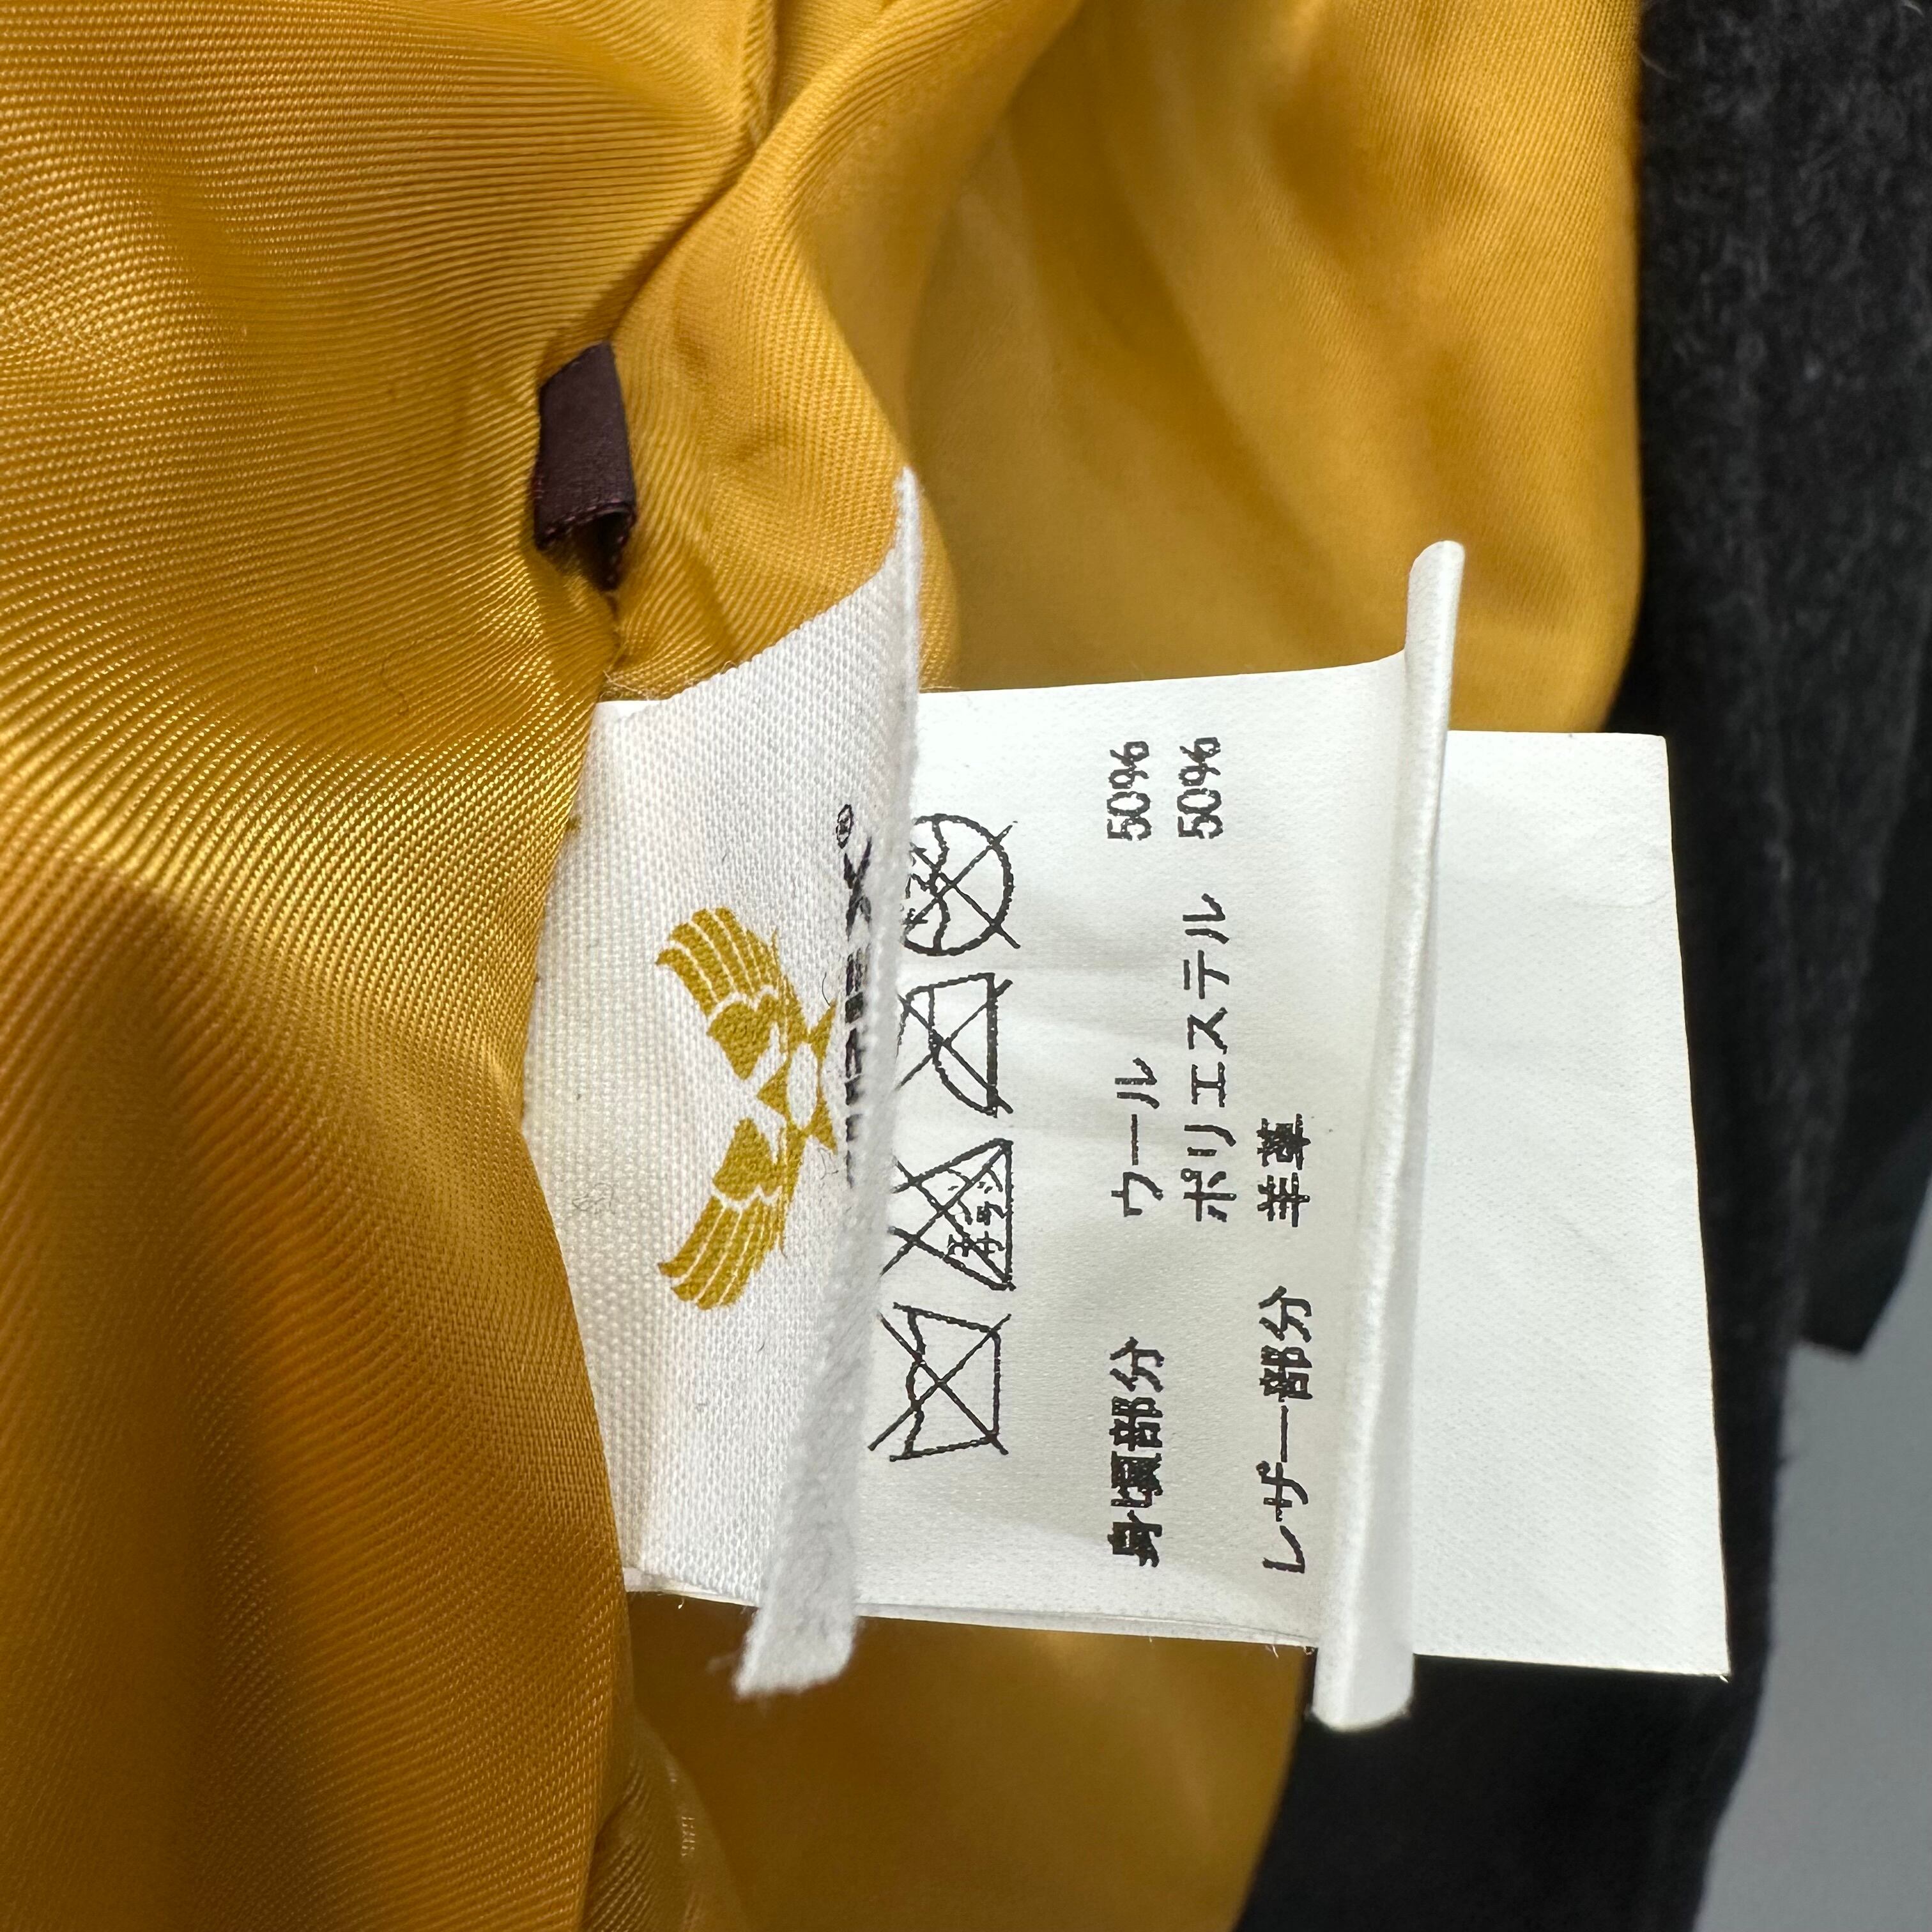 身頃部分 ウール 50%
ポリエステル 50%
レザー部分 羊革